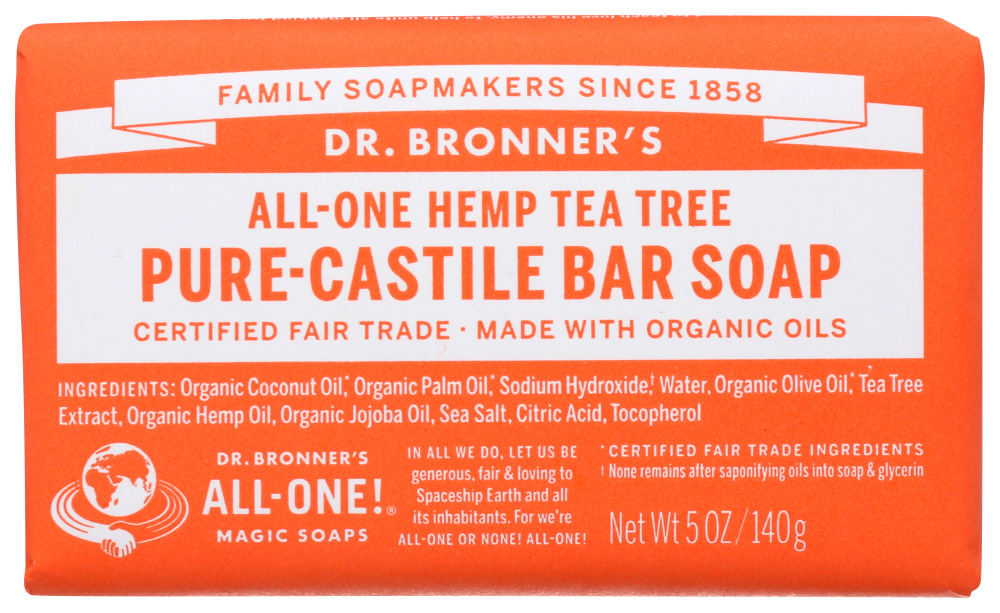 FAMILY SOAPMAKERS SINCE 1858
DR. BRONNER'S
ALL-ONE HEMP TEA TREE
PURE-CASTILE BAR SOAP
CERTIFIED FAIR TRADE · MADE WITH ORGANIC OILS
INGREDIENTS: Organic Coconut Oil,* Organic Palm Oil,* Sodium Hydroxide,† Water, Organic Olive Oil,* Tea Tree
Extract, Organic Hemp Oil, Organic Jojoba Oil, Sea Salt, Citric Acid, Tocopherol
DR. BRONNER'S
ALL-ONE!®
MAGIC SOAPS
IN ALL WE DO, LET US BE
generous, fair & loving to
Spaceship Earth and all
its inhabitants. For we're
ALL-ONE OR NONE! ALL-ONE!
*CERTIFIED FAIR TRADE INGREDIENTS
† None remains after saponifying oils into soap & glycerin
Net Wt 5 OZ/140g